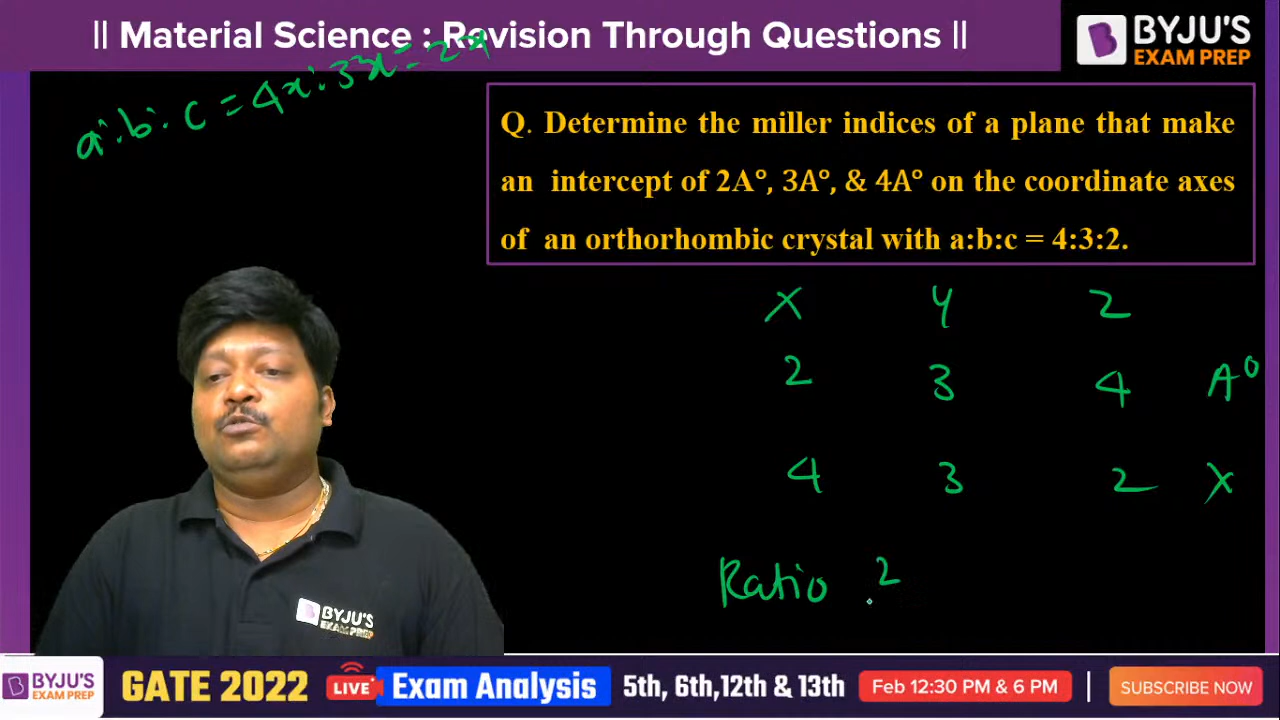 || Material Science : Revision Through Questions ||
BYJU'S
EXAM PREP
a : b : c = 4x : 3x = 2x
Q. Determine the miller indices of a plane that make
an intercept of 2A°, 3A°, & 4A° on the coordinate axes
of an orthorhombic crystal with a:b:c = 4:3:2.
X y z
2 3 4 A°
4 3 2 x
Ratio 2
BYJU'S
EXAM PREP
BYJU'S
EXAM PREP
GATE 2022
LIVE
Exam Analysis
5th, 6th,12th & 13th
Feb 12:30 PM & 6 PM
SUBSCRIBE NOW